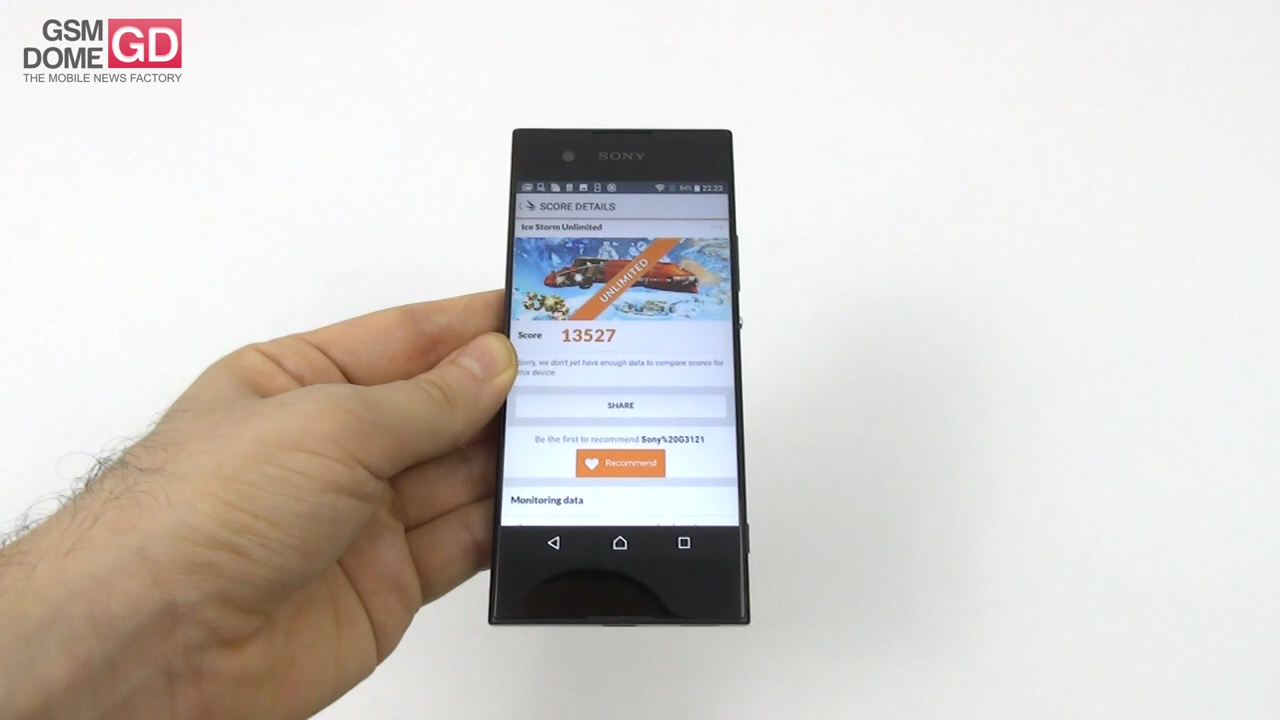 GSM
DOME
GD
THE MOBILE NEWS FACTORY
SONY
22:23
SCORE DETAILS
Ice Storm Unlimited
UNLIMITED
Score 13527
Sorry, we don't yet have enough data to compare scores for
this device.
SHARE
Be the first to recommend Sony%20G3121
Recommend
Monitoring data